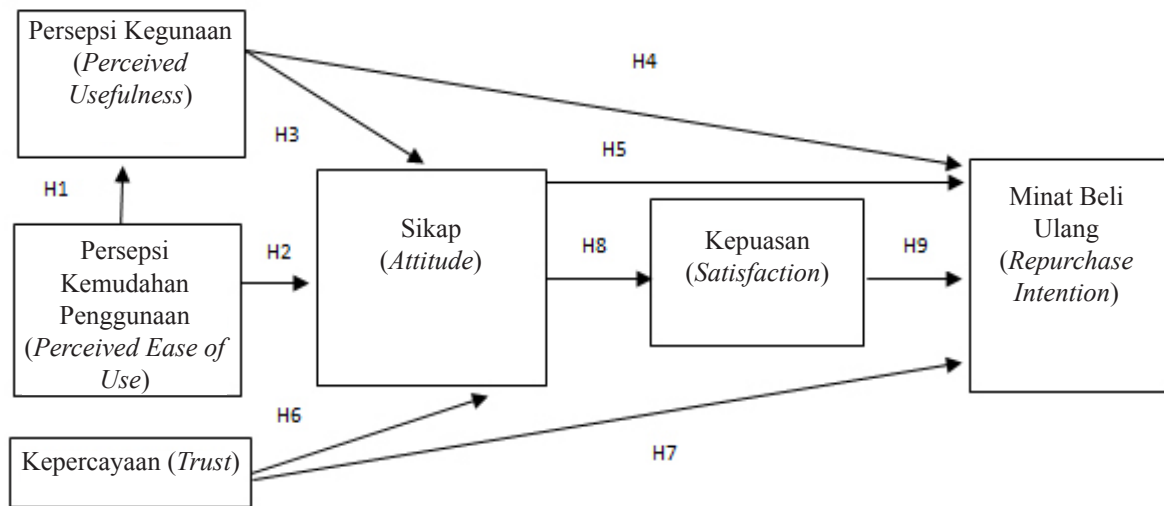 Persepsi Kegunaan
(Perceived
Usefulness)
H4
H3
H5
H1
Persepsi
Kemudahan
Penggunaan
(Perceived Ease of
Use)
H2
Sikap
(Attitude)
H8
Kepuasan
(Satisfaction)
H9
Minat Beli
Ulang
(Repurchase
Intention)
H6
H7
Kepercayaan (Trust)